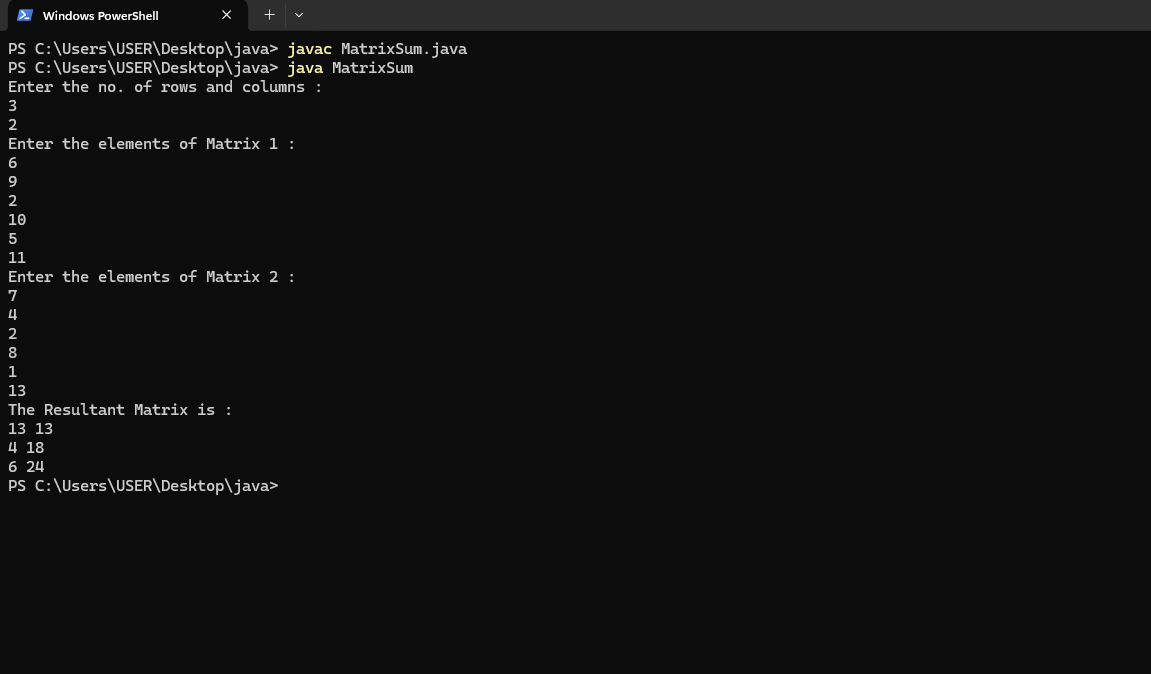 Windows PowerShell
PS C:\Users\USER\Desktop\java> javac MatrixSum.java
PS C:\Users\USER\Desktop\java> java MatrixSum
Enter the no. of rows and columns :
3
2
Enter the elements of Matrix 1 :
6
9
2
10
5
11
Enter the elements of Matrix 2 :
7
4
2
8
1
13
The Resultant Matrix is :
13 13
4 18
6 24
PS C:\Users\USER\Desktop\java>